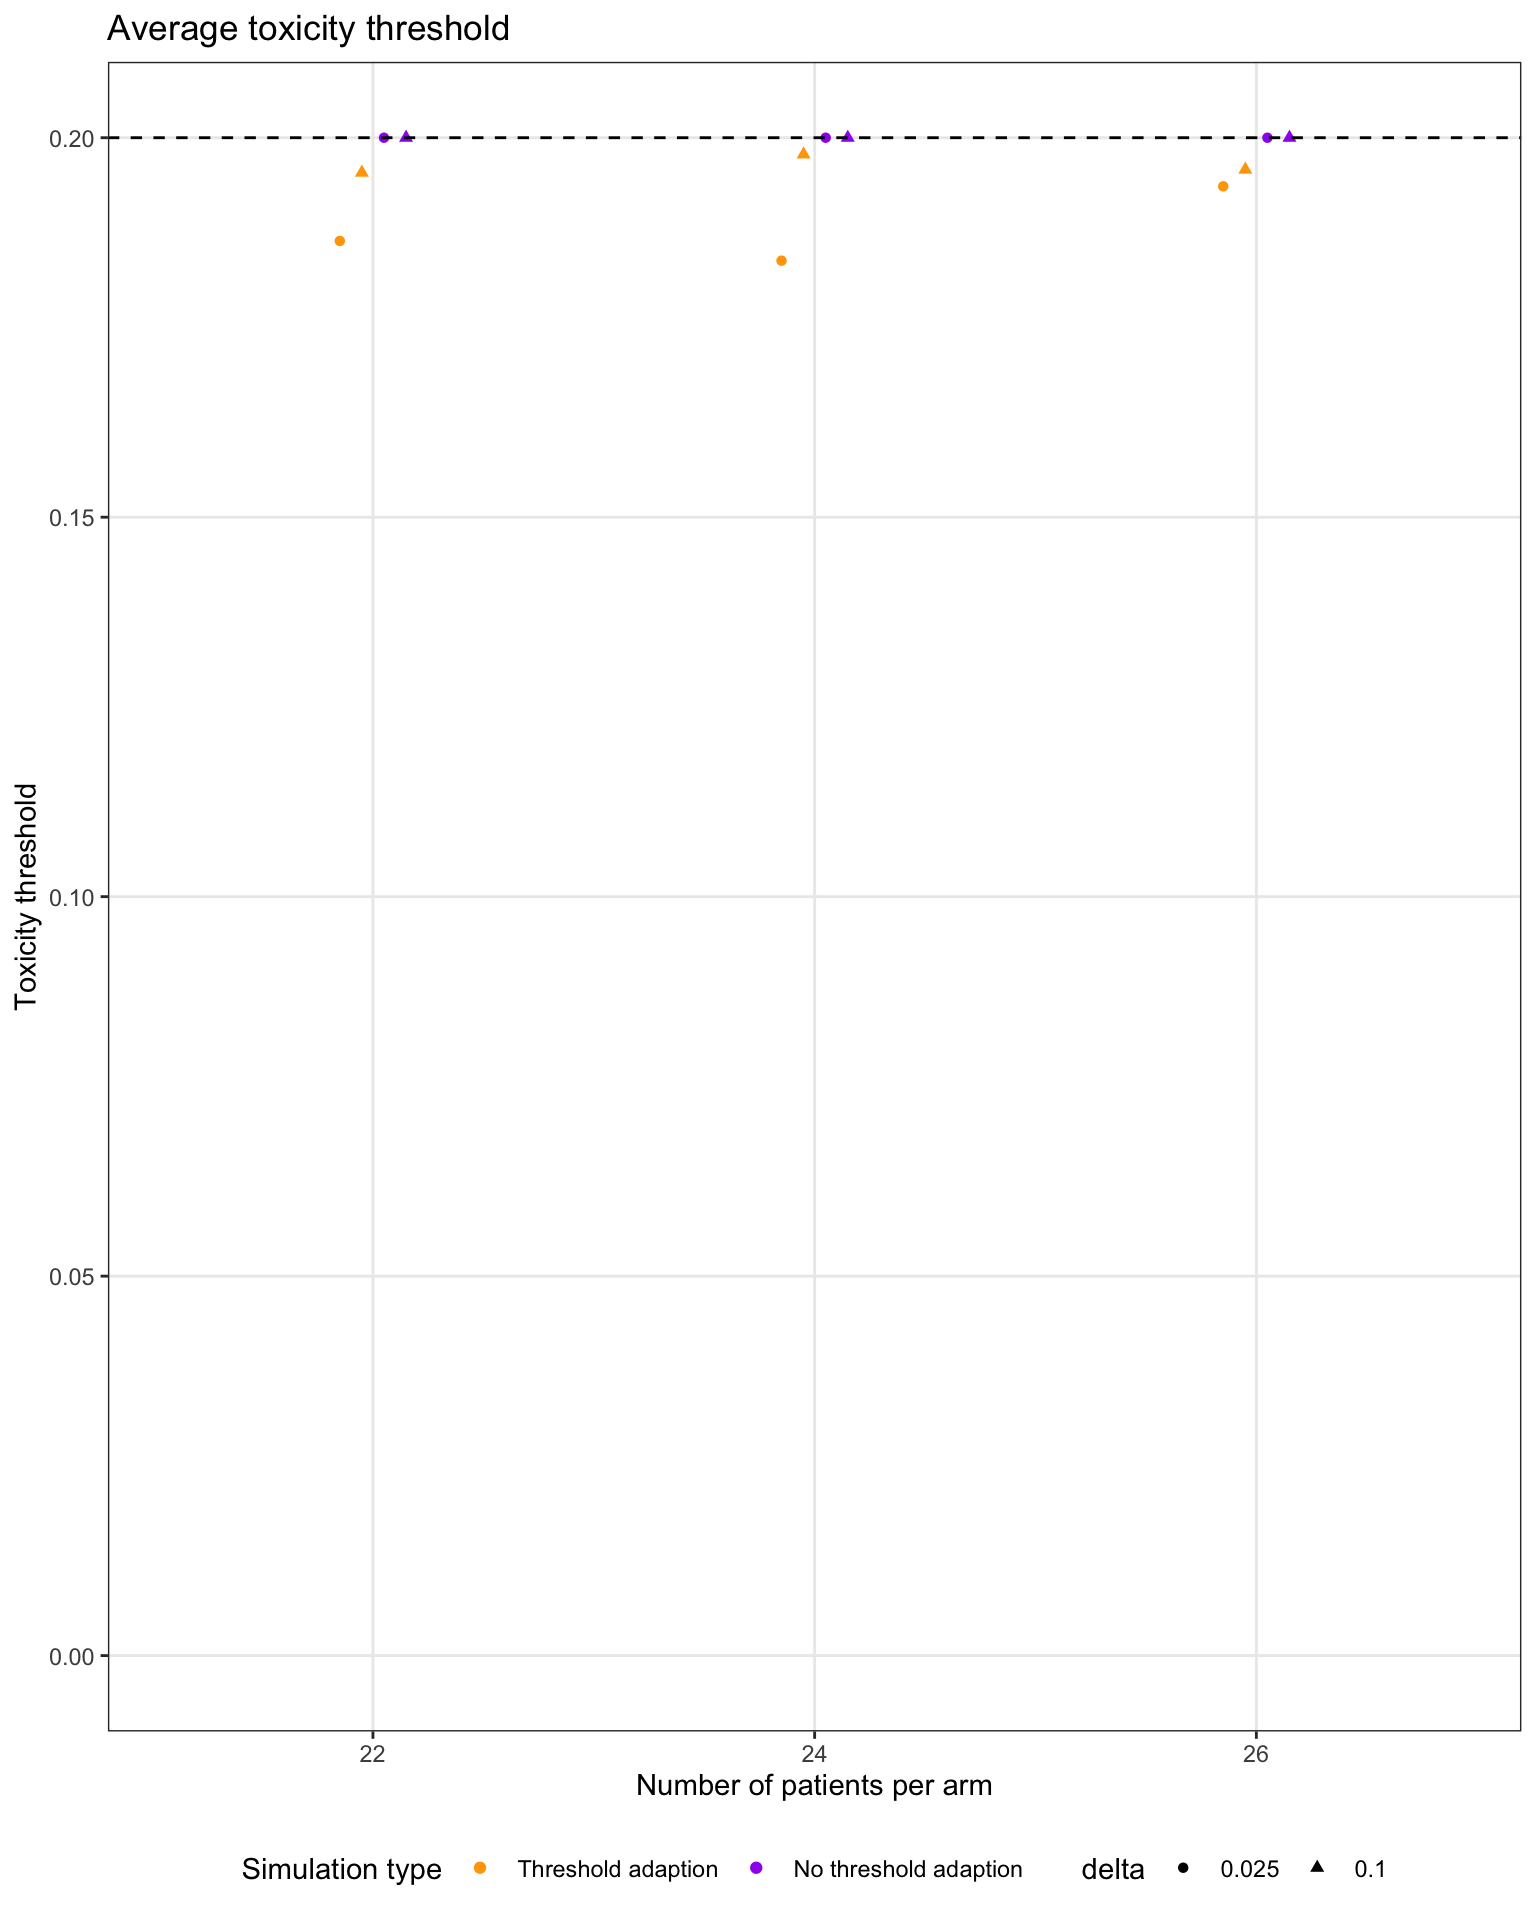 Average toxicity threshold
0.20
0.15
0.10
0.05
0.00
Toxicity threshold
22 24 26
Number of patients per arm
Simulation type Threshold adaption No threshold adaption delta 0.025 0.1